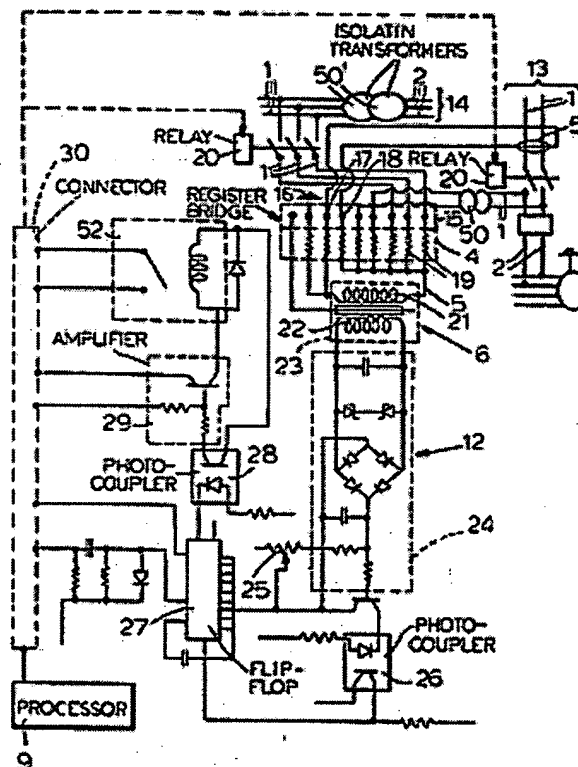 ISOLATIN
TRANSFORMERS
13
1
50'
2
14
1
5
RELAY
20
1
17
18
RELAY
20
30
CONNECTOR
16
REGISTER
BRIDGE
15
50
1
4
52
19
2
5
21
22
6
23
AMPLIFIER
29
12
PHOTO-
COUPLER
28
24
25
27
PHOTO-
COUPLER
FLIP-
FLOP
26
PROCESSOR
9